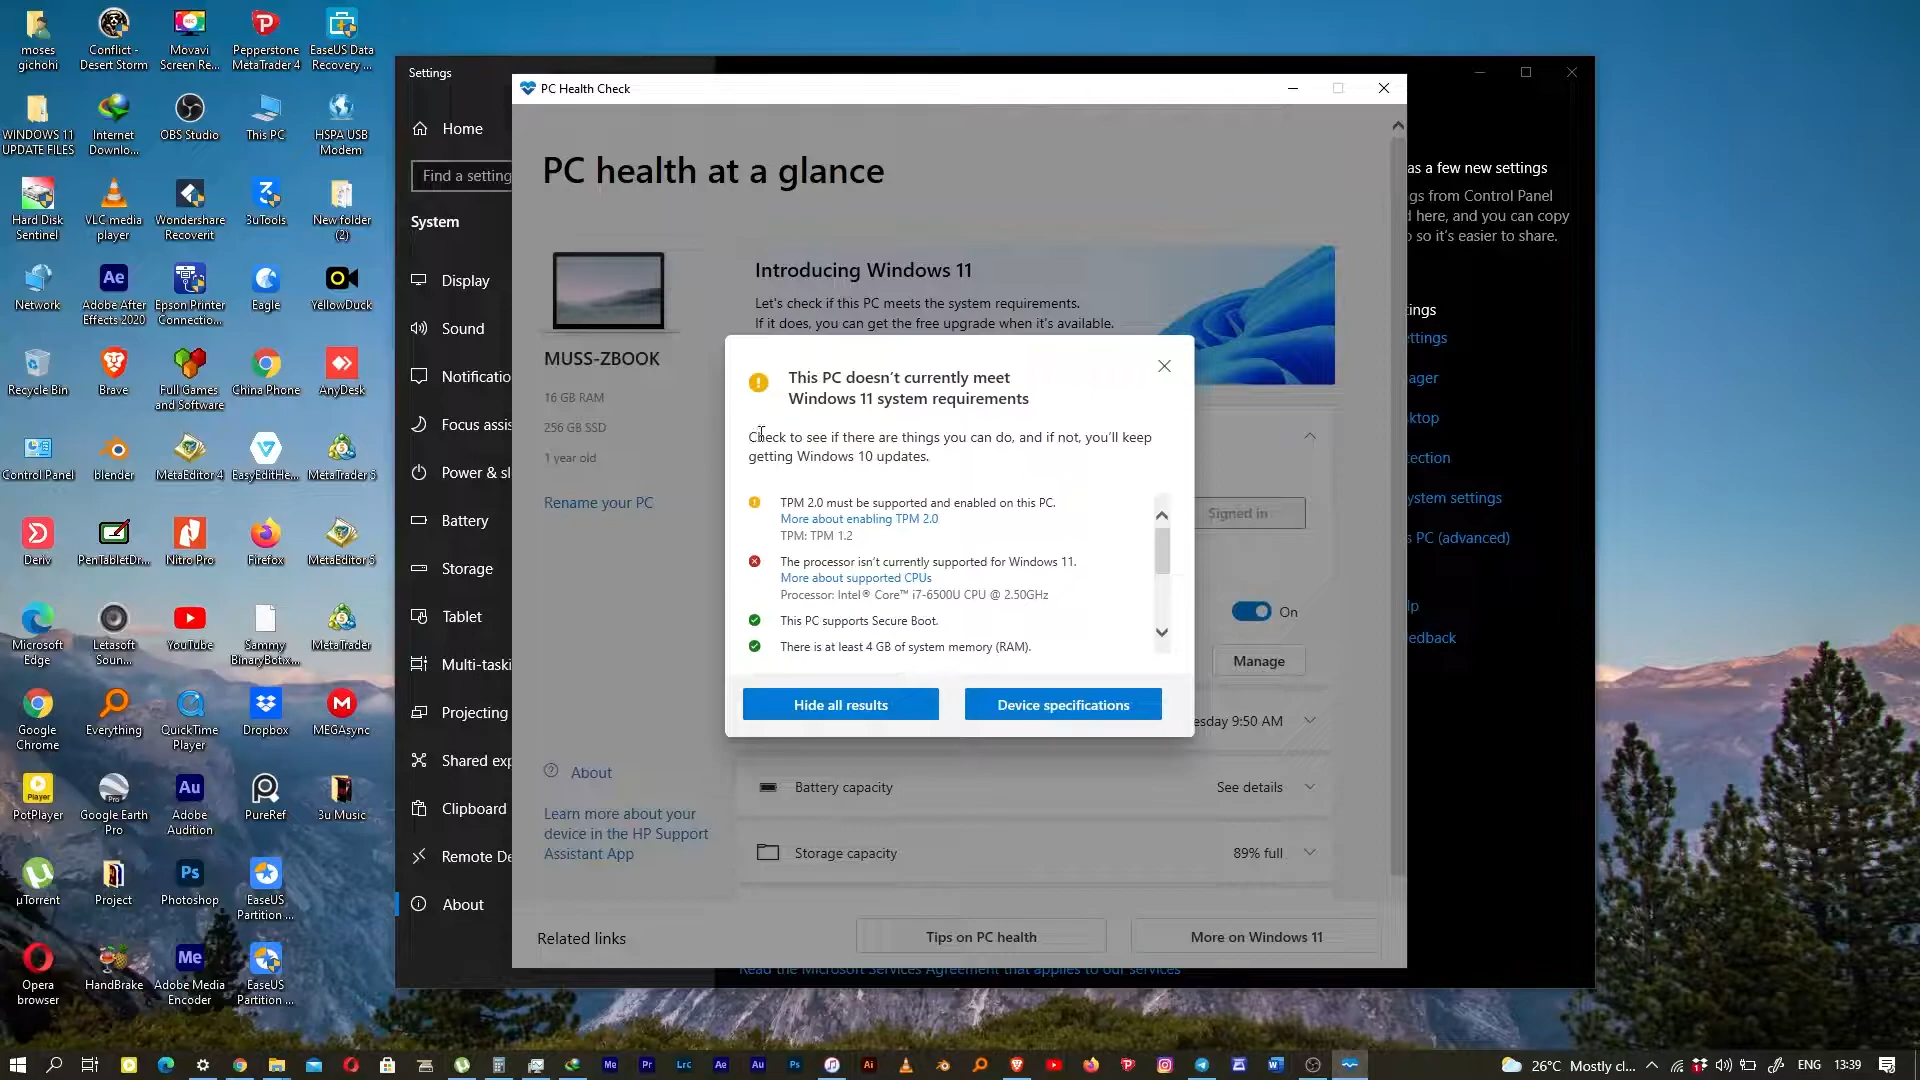 moses
gichohi
Conflict -
Desert Storm
Movavi
Screen Re...
Pepperstone
MetaTrader 4
EaseUS Data
Recovery ...
WINDOWS 11
UPDATE FILES
Internet
Downlo...
OBS Studio
This PC
HSPA USB
Modem
Hard Disk
Sentinel
VLC media
player
Wondershare
Recoverit
3uTools
New folder
(2)
Network
Adobe After
Effects 2020
Epson Printer
Connectio...
Eagle
YellowDuck
Recycle Bin
Brave
Full Games
and Software
China Phone
AnyDesk
Control Panel
blender
MetaEditor 4
EasyEditHe...
MetaTrader 5
Deriv
PenTabletDr...
Nitro Pro
Firefox
MetaEditor 5
Microsoft
Edge
Letasoft
Soun...
YouTube
Sammy
BinaryBot.x...
MetaTrader
Google
Chrome
Everything
QuickTime
Player
Dropbox
MEGAsync
PotPlayer
Google Earth
Pro
Adobe
Audition
PureRef
3u Music
µTorrent
Project
Photoshop
EaseUS
Partition ...
Opera
browser
HandBrake
Adobe Media
Encoder
EaseUS
Partition ...
Settings
Home
Find a setting
System
Display
Sound
Notificatio
Focus assis
Power & sl
Battery
Storage
Tablet
Multi-taski
Projecting
Shared exp
Clipboard
Remote De
About
PC Health Check
PC health at a glance
MUSS-ZBOOK
16 GB RAM
256 GB SSD
1 year old
Rename your PC
About
Learn more about your
device in the HP Support
Assistant App
Introducing Windows 11
Let's check if this PC meets the system requirements.
If it does, you can get the free upgrade when it's available.
This PC doesn't currently meet
Windows 11 system requirements
Check to see if there are things you can do, and if not, you'll keep
getting Windows 10 updates.
TPM 2.0 must be supported and enabled on this PC.
More about enabling TPM 2.0
TPM: TPM 1.2
The processor isn't currently supported for Windows 11.
More about supported CPUs
Processor: Intel® Core™ i7-6500U CPU @ 2.50GHz
This PC supports Secure Boot.
There is at least 4 GB of system memory (RAM).
Hide all results
Device specifications
Signed in
On
Manage
esday 9:50 AM
Battery capacity
See details
Storage capacity
89% full
Related links
Tips on PC health
More on Windows 11
Read the Microsoft Services Agreement that applies to our services
as a few new settings
gs from Control Panel
d here, and you can copy
o so it's easier to share.
ings
ettings
ager
ktop
ection
ystem settings
s PC (advanced)
lp
edback
26°C Mostly cl...
ENG
13:39